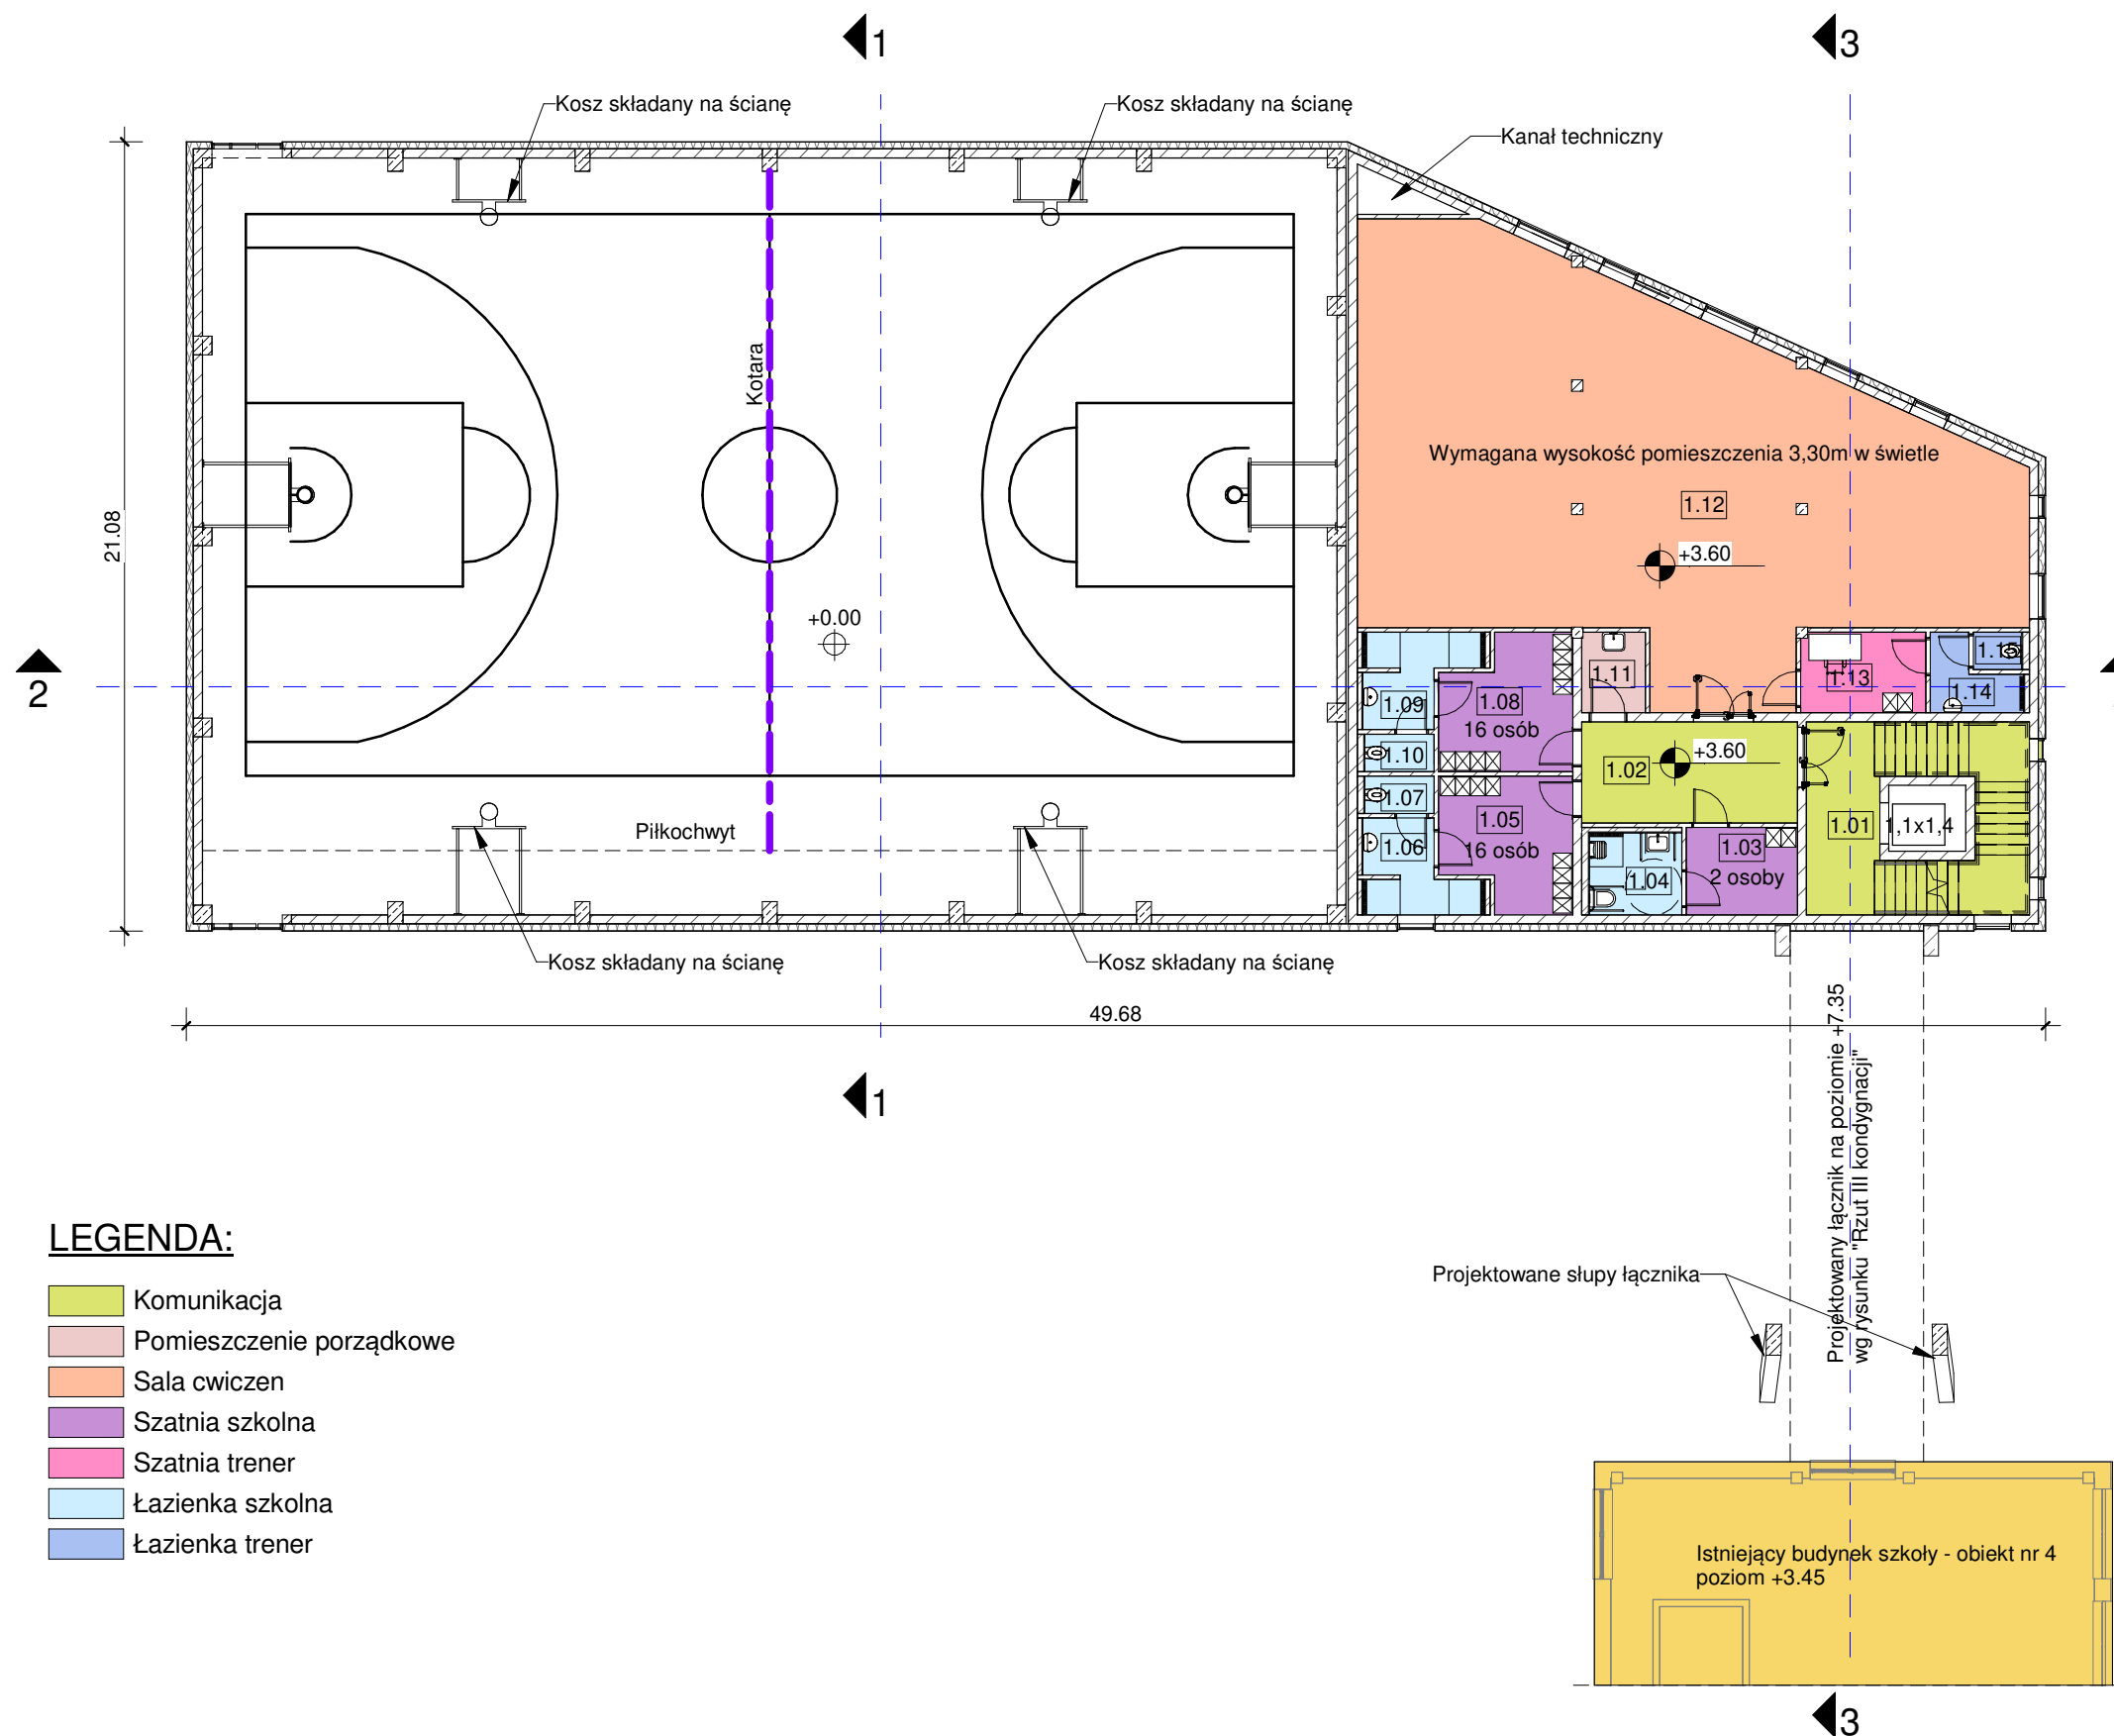 1
3
Kosz składany na ścianę
Kosz składany na ścianę
Kanał techniczny
21.08
Kotara
Wymagana wysokość pomieszczenia 3,30m w świetle
1.12
+3.60
+0.00
2
1.11
1.13
1.15
1.14
1.09
1.08
16 osób
1.10
1.02
+3.60
1.07
1.05
16 osób
1.06
1.01
1,1x1,4
1.03
2 osoby
1.04
Piłkochwyt
Kosz składany na ścianę
Kosz składany na ścianę
49.68
1
Projektowany łącznik na poziomie +7.35
wg rysunku "Rzut III kondygnacji"
LEGENDA:
Komunikacja
Pomieszczenie porządkowe
Sala cwiczen
Szatnia szkolna
Szatnia trener
Łazienka szkolna
Łazienka trener
Projektowane słupy łącznika
Istniejący budynek szkoły - obiekt nr 4
poziom +3.45
3